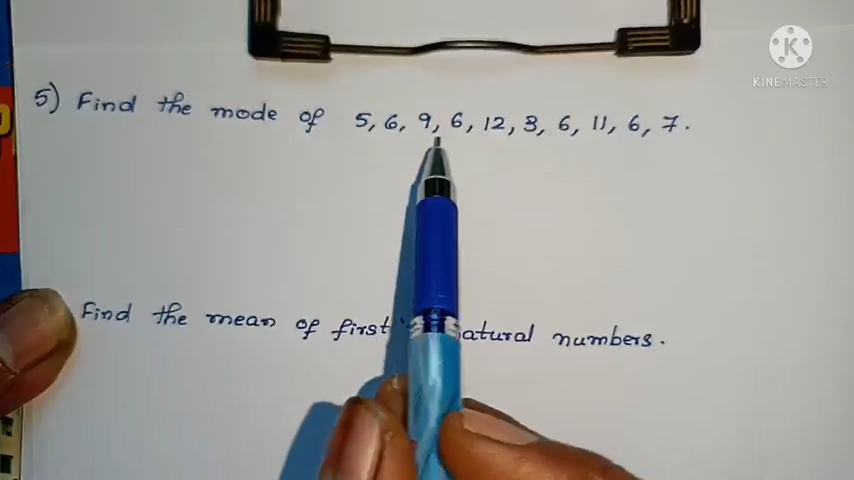 K
KINEMASTER
5) Find the mode of 5, 6, 9, 6, 12, 3, 6, 11, 6, 7.
Find the mean of first natural numbers.